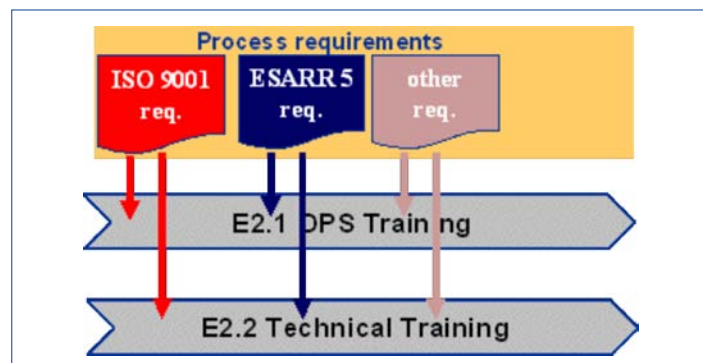 Process requirements
ISO 9001
req.
ESARR 5
req.
other
req.
E2.1 OPS Training
E2.2 Technical Training